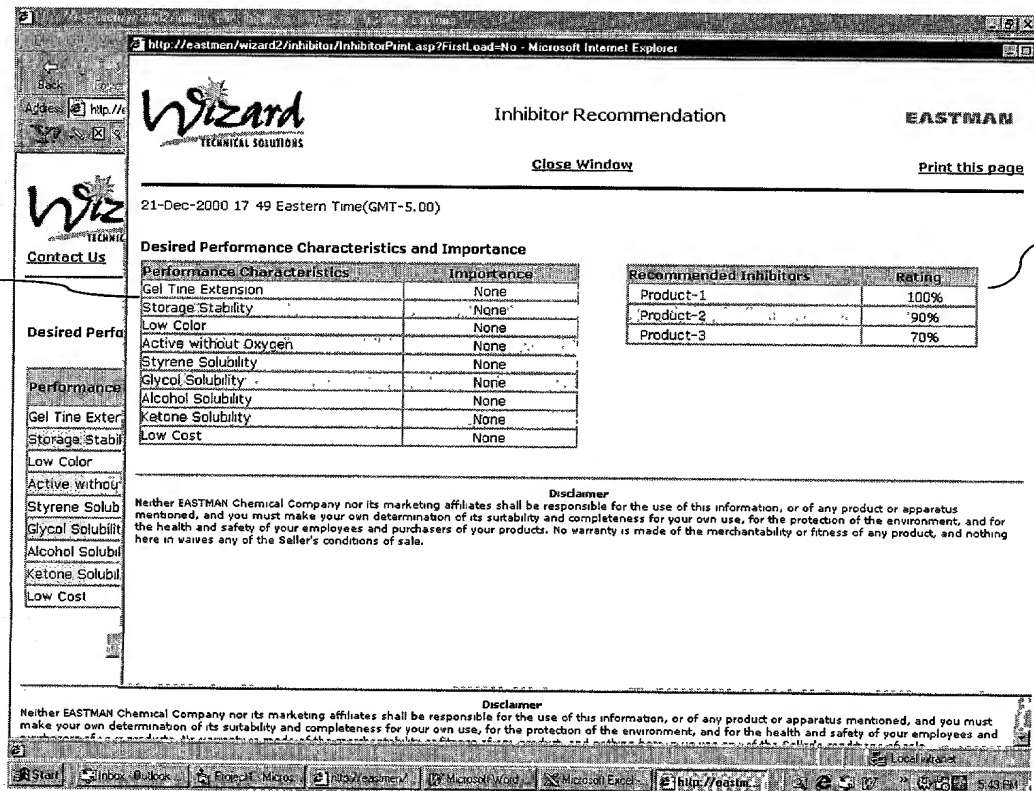 http://eastmen/wizard2/inhibitor/InhibitorPrint.asp?FirstLoad=No - Microsoft Internet Explorer
Back
Address http://e
Wizard
TECHNICAL SOLUTIONS
Inhibitor Recommendation
EASTMAN
Close Window
Print this page
Wiz
TECHNIC
Contact Us
21-Dec-2000 17 49 Eastern Time(GMT-5.00)
Desired Performance Characteristics and Importance
Performance Characteristics Importance
Gel Tine Extension None
Storage Stability None
Low Color None
Active without Oxygen None
Styrene Solubility None
Glycol Solubility None
Alcohol Solubility None
Ketone Solubility None
Low Cost None
Recommended Inhibitors Rating
Product-1 100%
Product-2 90%
Product-3 70%
Desired Perfo
Performance
Gel Tine Exter
Storage Stabil
Low Color
Active withou
Styrene Solub
Glycol Solubilit
Alcohol Solubil
Ketone Solubil
Low Cost
Disclaimer
Neither EASTMAN Chemical Company nor its marketing affiliates shall be responsible for the use of this information, or of any product or apparatus
mentioned, and you must make your own determination of its suitability and completeness for your own use, for the protection of the environment, and for
the health and safety of your employees and purchasers of your products. No warranty is made of the merchantability or fitness of any product, and nothing
here in waives any of the Seller's conditions of sale.
Disclaimer
Neither EASTMAN Chemical Company nor its marketing affiliates shall be responsible for the use of this information, or of any product or apparatus mentioned, and you must
make your own determination of its suitability and completeness for your own use, for the protection of the environment, and for the health and safety of your employees and
Local intranet
Start Inbox Outlook Microsoft Word Microsoft Excel http://eastm 5:43 PM